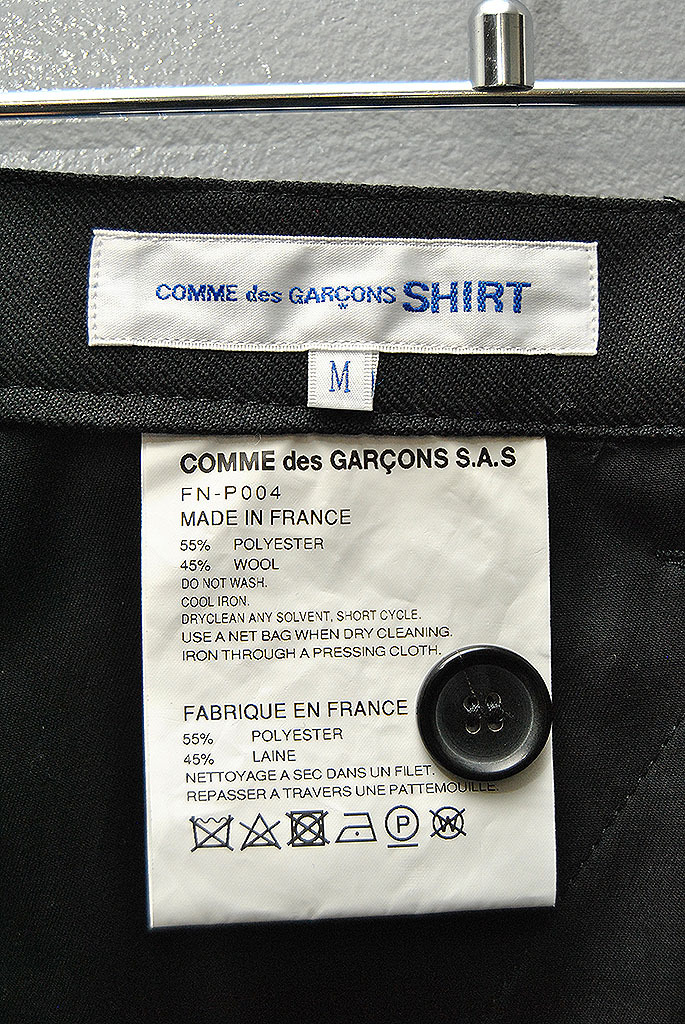 COMME des GARÇONS SHIRT
M
COMME des GARÇONS S.A.S
FN-P004
MADE IN FRANCE
55% POLYESTER
45% WOOL
DO NOT WASH.
COOL IRON.
DRYCLEAN ANY SOLVENT, SHORT CYCLE.
USE A NET BAG WHEN DRY CLEANING.
IRON THROUGH A PRESSING CLOTH.
FABRIQUE EN FRANCE
55% POLYESTER
45% LAINE
NETTOYAGE A SEC DANS UN FILET.
REPASSER A TRAVERS UNE PATTEMOUILLE.
P W